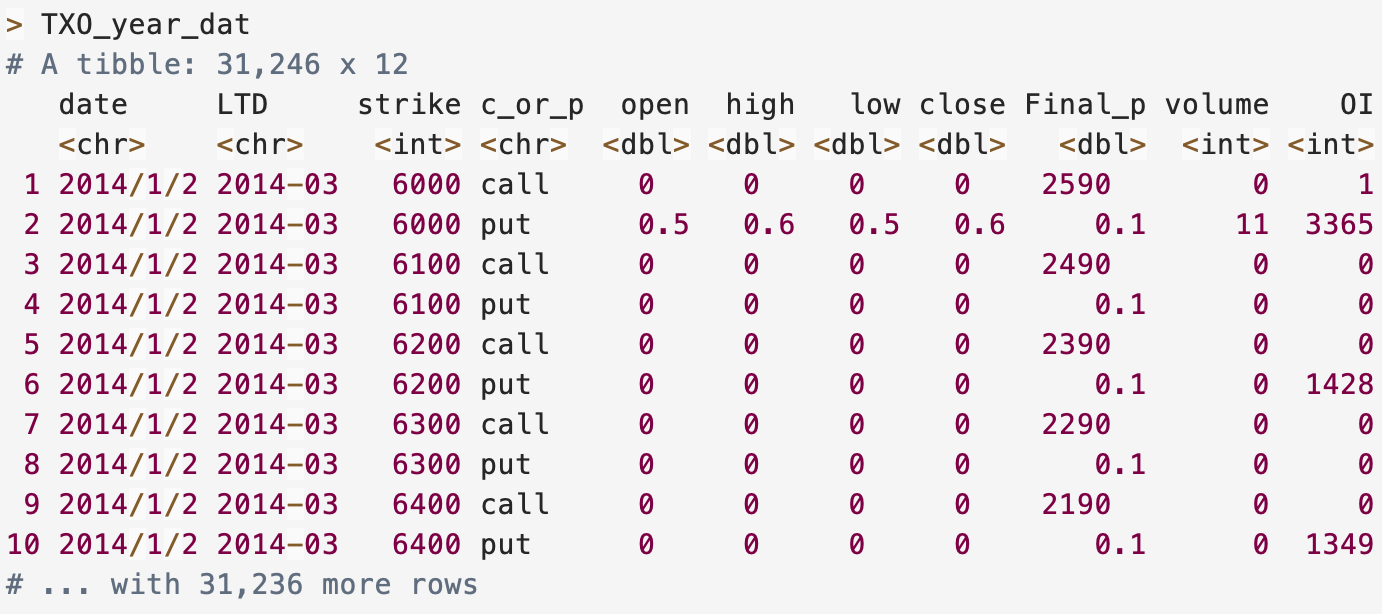 > TXO_year_dat
# A tibble: 31,246 x 12
date LTD strike c_or_p open high low close Final_p volume OI
<chr> <chr> <int> <chr> <dbl> <dbl> <dbl> <dbl> <dbl> <int> <int>
1 2014/1/2 2014-03 6000 call 0 0 0 0 2590 0 1
2 2014/1/2 2014-03 6000 put 0.5 0.6 0.5 0.6 0.1 11 3365
3 2014/1/2 2014-03 6100 call 0 0 0 0 2490 0 0
4 2014/1/2 2014-03 6100 put 0 0 0 0 0.1 0 0
5 2014/1/2 2014-03 6200 call 0 0 0 0 2390 0 0
6 2014/1/2 2014-03 6200 put 0 0 0 0 0.1 0 1428
7 2014/1/2 2014-03 6300 call 0 0 0 0 2290 0 0
8 2014/1/2 2014-03 6300 put 0 0 0 0 0.1 0 0
9 2014/1/2 2014-03 6400 call 0 0 0 0 2190 0 0
10 2014/1/2 2014-03 6400 put 0 0 0 0 0.1 0 1349
# ... with 31,236 more rows